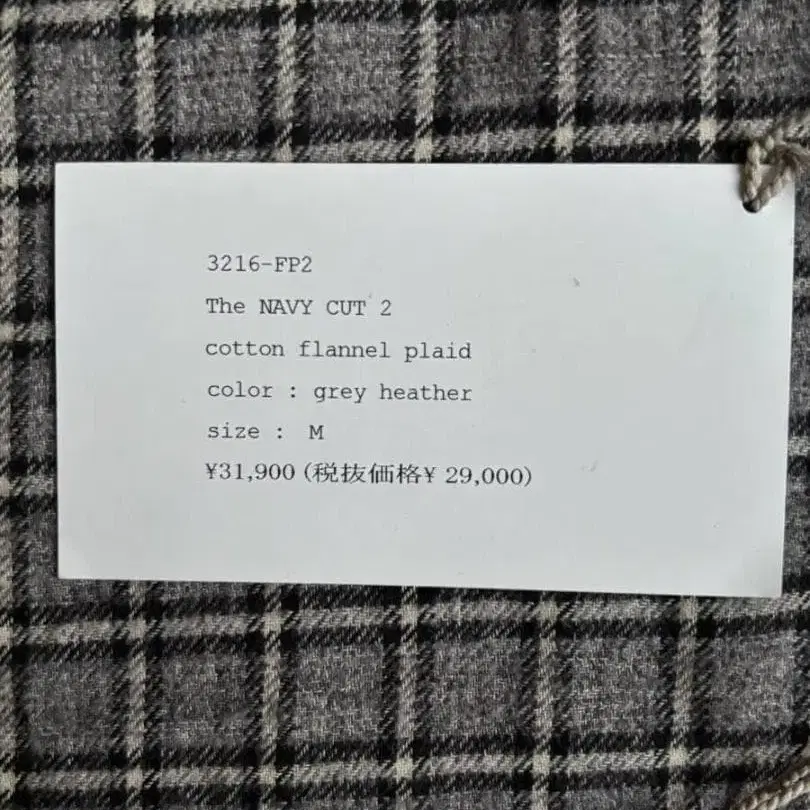 3216-FP2
The NAVY CUT 2
cotton flannel plaid
color : grey heather
size :  M
¥31,900 (税抜価格¥ 29,000)